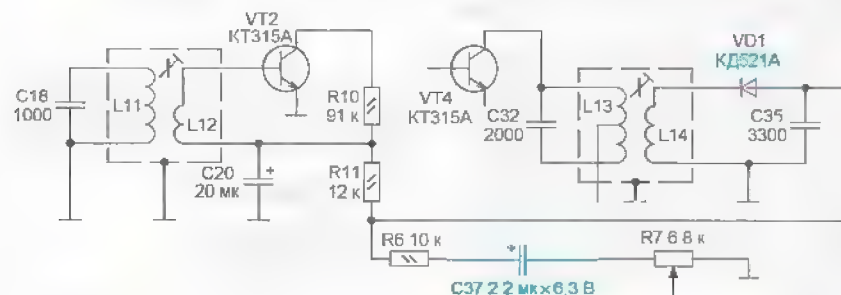 VT2
КТ315А
C18
1000
L11
L12
R10
91 к
C20
20 мк
+
R11
12 к
VT4
КТ315А
C32
2000
L13
L14
VD1
КД521А
C35
3300
R6 10 к
+
C37 2 2 мк×6,3 В
R7 6 8 к